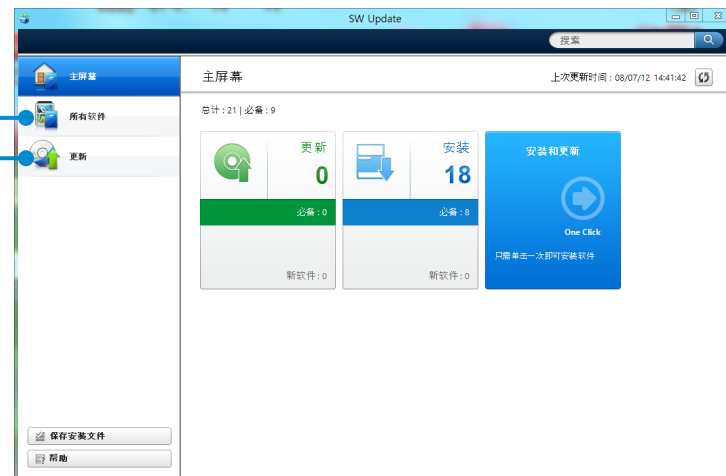 SW Update
搜索
主屏幕
所有软件
更新
主屏幕
上次更新时间 : 08/07/12 14:41:42
总计 : 21 | 必备 : 9
更新
0
必备 : 0
新软件 : 0
安装
18
必备 : 8
新软件 : 0
安装和更新
One Click
只需单击一次即可安装软件
保存安装文件
帮助